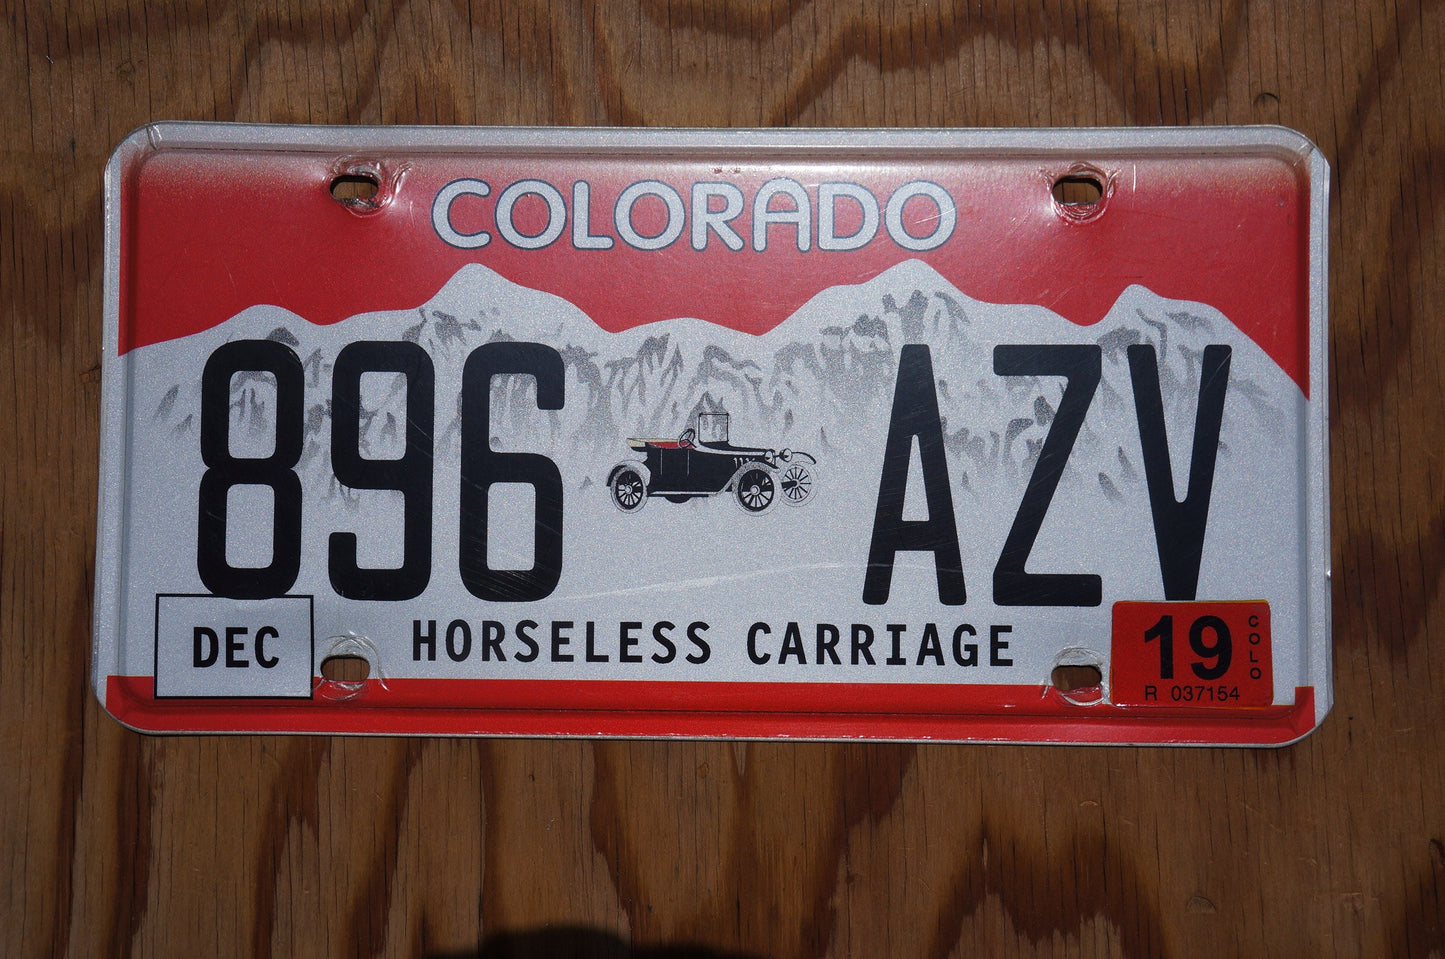 COLORADO
896 AZV
DEC
HORSELESS CARRIAGE
19
COLO
R 037154